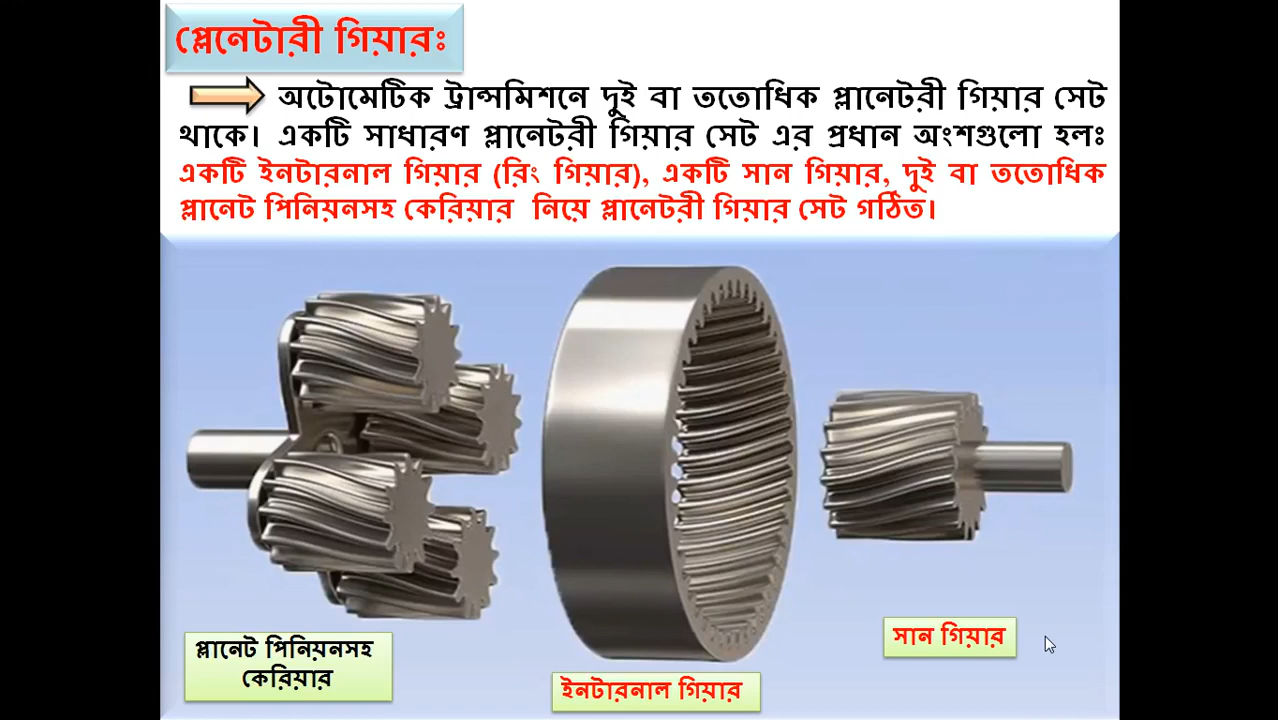 প্লেনেটারী গিয়ারঃ
অটোমেটিক ট্রান্সমিশনে দুই বা ততোধিক প্লানেটরী গিয়ার সেট
থাকে। একটি সাধারণ প্লানেটরী গিয়ার সেট এর প্রধান অংশগুলো হলঃ
একটি ইনটারনাল গিয়ার (রিং গিয়ার), একটি সান গিয়ার, দুই বা ততোধিক
প্লানেট পিনিয়নসহ কেরিয়ার নিয়ে প্লানেটরী গিয়ার সেট গঠিত।
প্লানেট পিনিয়নসহ
কেরিয়ার
ইনটারনাল গিয়ার
সান গিয়ার